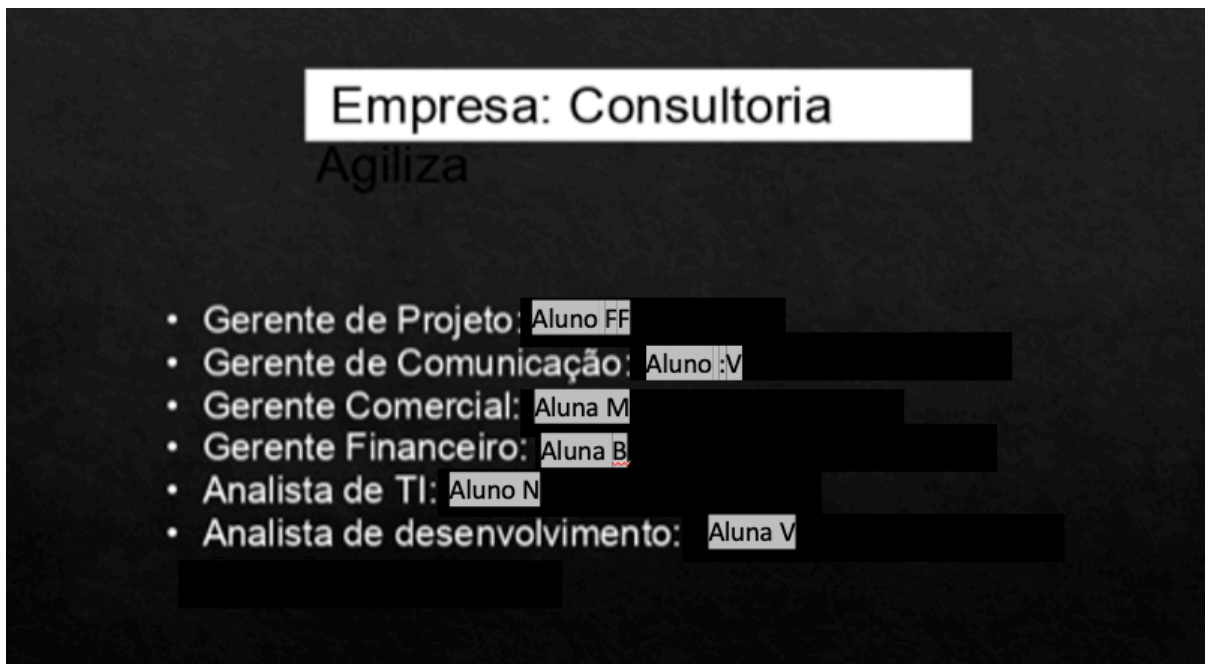 Empresa: Consultoria
Agiliza
• Gerente de Projeto: Aluno FF
• Gerente de Comunicação: Aluno :V
• Gerente Comercial: Aluna M
• Gerente Financeiro: Aluna B
• Analista de TI: Aluno N
• Analista de desenvolvimento: Aluna V